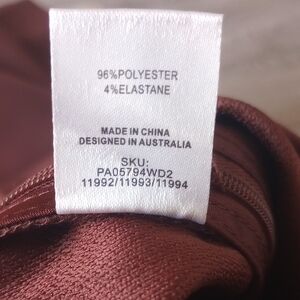 96%POLYESTER
4%ELASTANE
MADE IN CHINA
DESIGNED IN AUSTRALIA
SKU:
PA05794WD2
11992/11993/11994